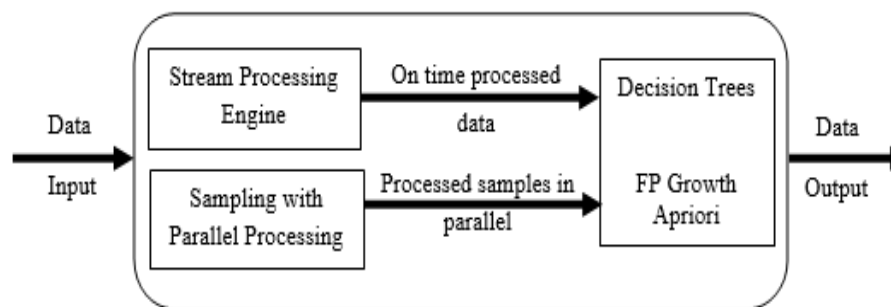 Data
Input
Stream Processing
Engine
On time processed
data
Sampling with
Parallel Processing
Processed samples in
parallel
Decision Trees
FP Growth
Apriori
Data
Output